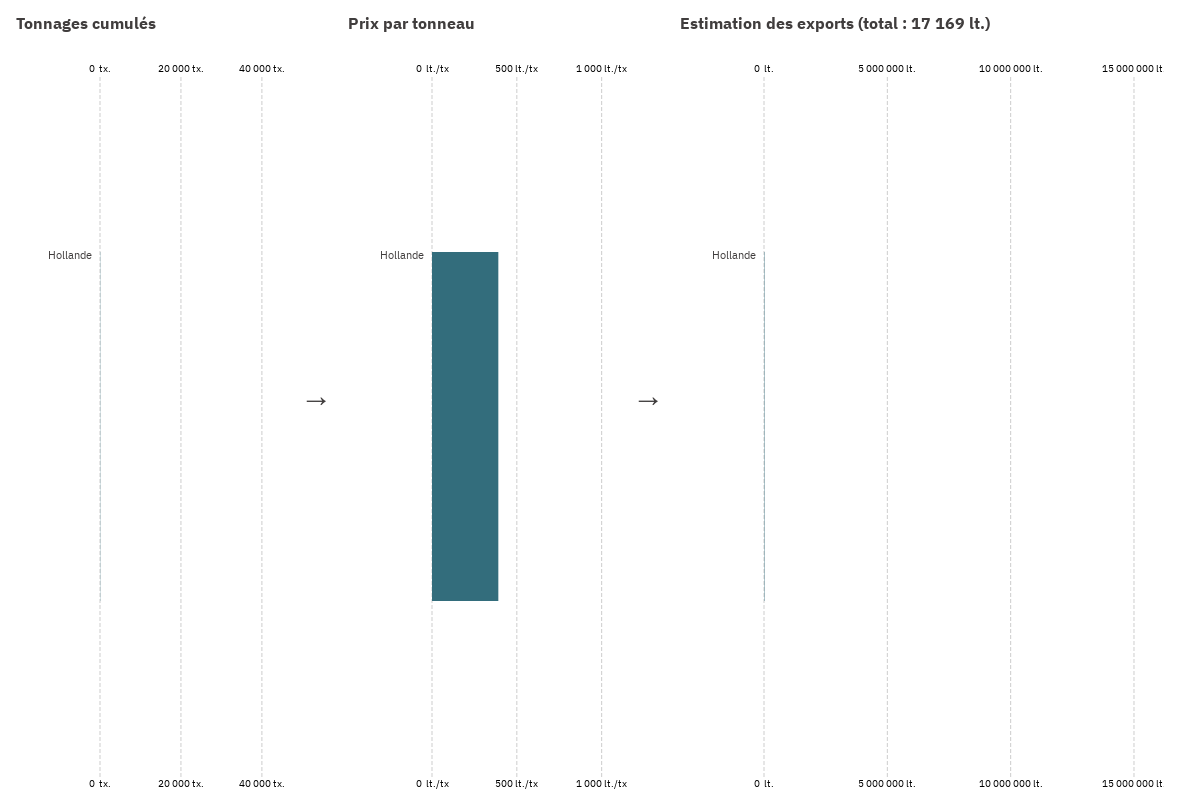 Tonnages cumulés Prix par tonneau Estimation des exports (total : 17 169 lt.)
0 tx. 20 000 tx. 40 000 tx. 0 lt./tx 500 lt./tx 1 000 lt./tx 0 lt. 5 000 000 lt. 10 000 000 lt. 15 000 000 lt
Hollande Hollande Hollande
→ →
0 tx. 20 000 tx. 40 000 tx. 0 lt./tx 500 lt./tx 1 000 lt./tx 0 lt. 5 000 000 lt. 10 000 000 lt. 15 000 000 lt